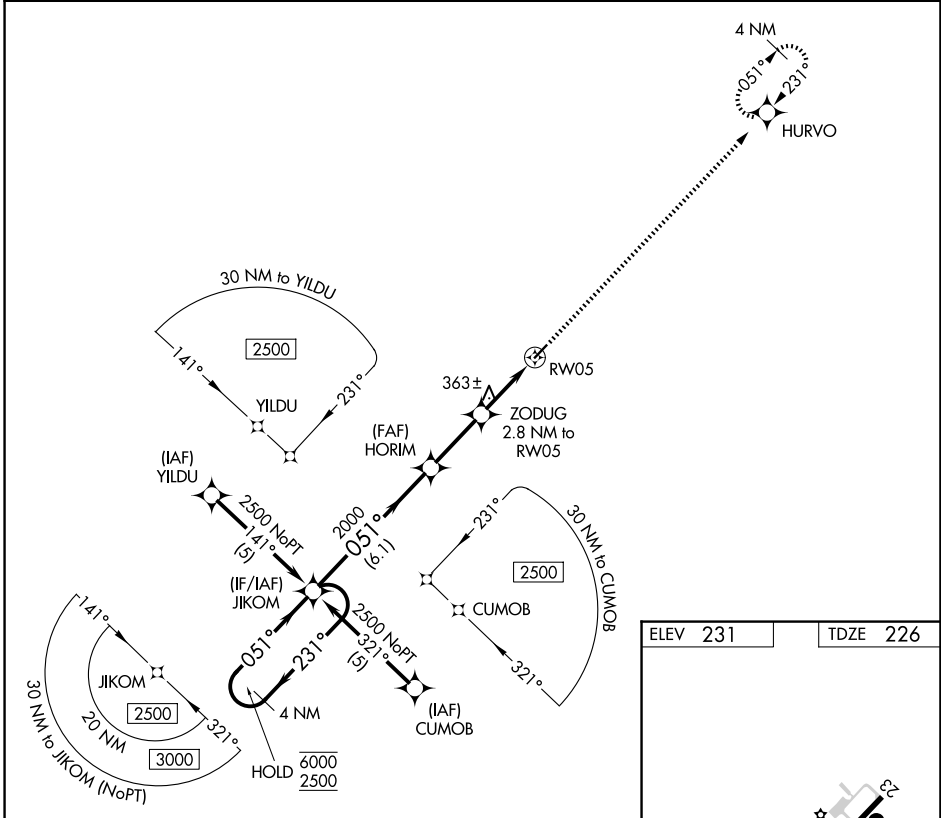 4 NM
051°
231°
HURVO
30 NM to YILDU
2500
141°
231°
YILDU
RW05
363±
ZODUG
2.8 NM to
RW05
(FAF)
HORIM
(IAF)
YILDU
2500 NoPT
141°
(5)
2000
051°
(6.1)
231°
30 NM to CUMOB
2500
CUMOB
321°
(IF/IAF)
JIKOM
2500 NoPT
321°
(5)
051°
231°
4 NM
(IAF)
CUMOB
HOLD
6000
2500
141°
JIKOM
2500
20 NM
321°
3000
30 NM to JIKOM (NoPT)
ELEV 231
TDZE 226
23